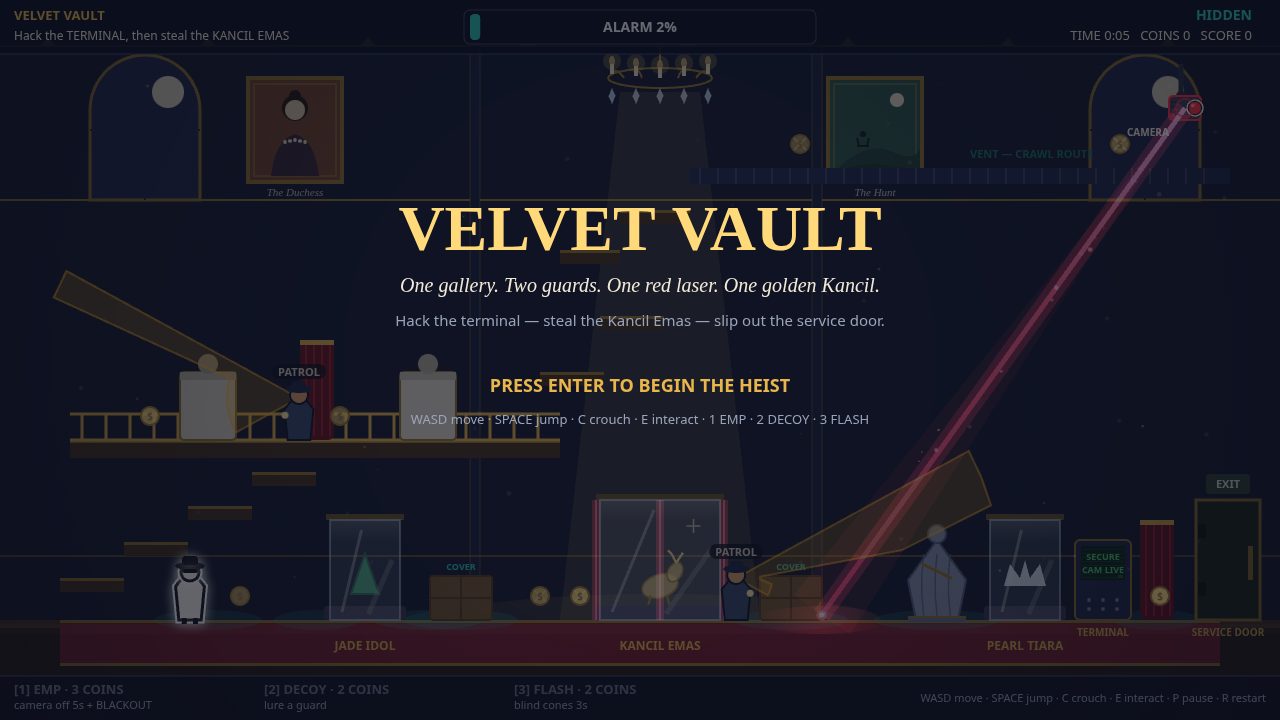 VELVET VAULT
Hack the TERMINAL, then steal the KANCIL EMAS
ALARM 2%
HIDDEN
TIME 0:05 COINS 0 SCORE 0
CAMERA
VENT — CRAWL ROUTE
The Duchess
The Hunt
VELVET VAULT
One gallery. Two guards. One red laser. One golden Kancil.
Hack the terminal — steal the Kancil Emas — slip out the service door.
PATROL
PRESS ENTER TO BEGIN THE HEIST
WASD move · SPACE jump · C crouch · E interact · 1 EMP · 2 DECOY · 3 FLASH
EXIT
PATROL
SECURE
CAM LIVE
COVER
COVER
TERMINAL
SERVICE DOOR
JADE IDOL
KANCIL EMAS
PEARL TIARA
[1] EMP · 3 COINS
camera off 5s + BLACKOUT
[2] DECOY · 2 COINS
lure a guard
[3] FLASH · 2 COINS
blind cones 3s
WASD move · SPACE jump · C crouch · E interact · P pause · R restart